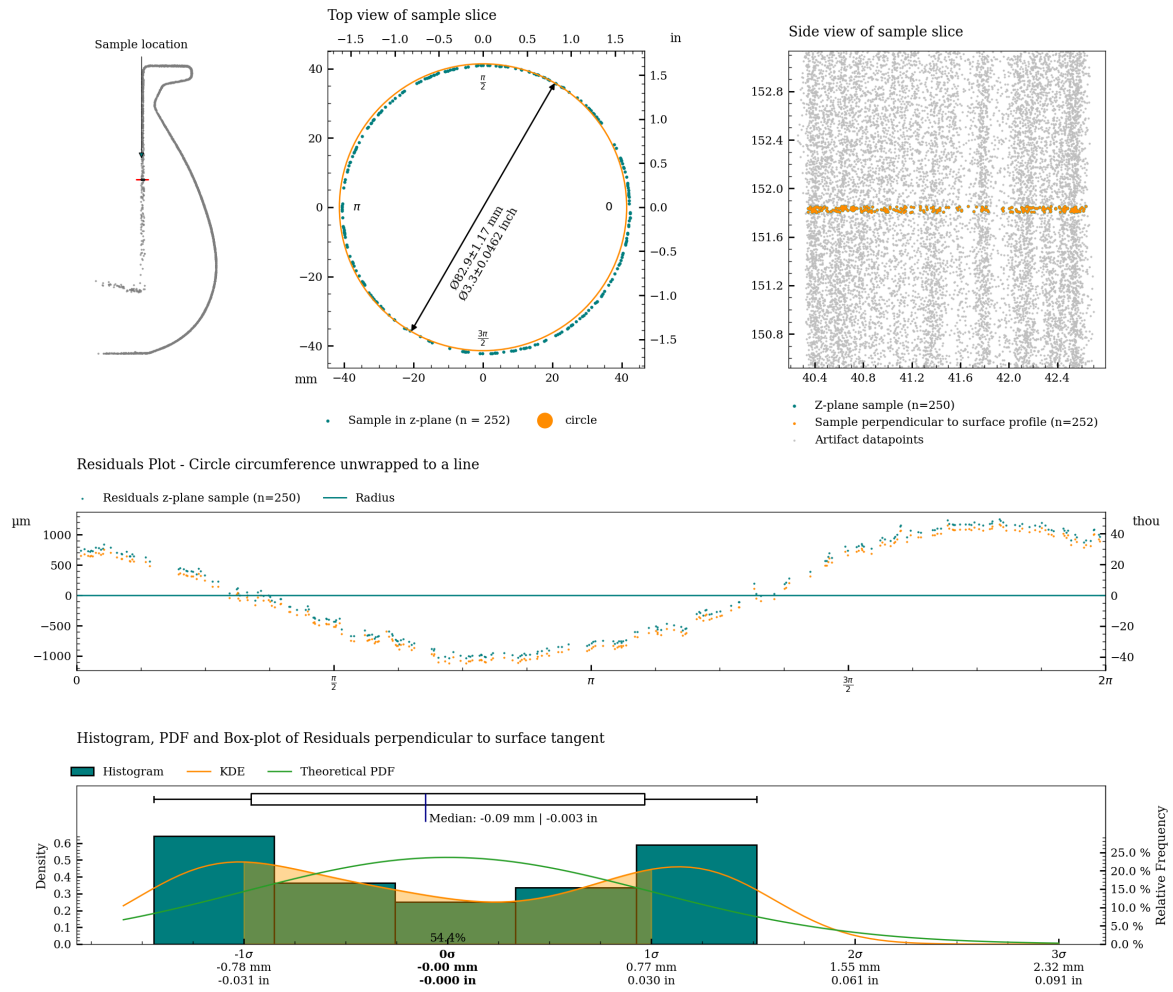 Sample location
Top view of sample slice
−1.5 −1.0 −0.5 0.0 0.5 1.0 1.5 in
40
20
0
−20
−40
mm
−40 −20 0 20 40
1.5
1.0
0.5
0.0
−0.5
−1.0
−1.5
π/2
π
0
3π/2
Ø82.9±1.17 mm
Ø3.3±0.0462 inch
Sample in z-plane (n = 252) circle
Side view of sample slice
152.8
152.4
152.0
151.6
151.2
150.8
40.4 40.8 41.2 41.6 42.0 42.4
Z-plane sample (n=250)
Sample perpendicular to surface profile (n=252)
Artifact datapoints
Residuals Plot - Circle circumference unwrapped to a line
Residuals z-plane sample (n=250) Radius
µm
1000
500
0
−500
−1000
thou
40
20
0
−20
−40
0 π/2 π 3π/2 2π
Histogram, PDF and Box-plot of Residuals perpendicular to surface tangent
Histogram KDE Theoretical PDF
Median: -0.09 mm | -0.003 in
Density
0.6
0.5
0.4
0.3
0.2
0.1
0.0
Relative Frequency
25.0 %
20.0 %
15.0 %
10.0 %
5.0 %
0.0 %
54.4%
-1σ 0σ 1σ 2σ 3σ
-0.78 mm -0.00 mm 0.77 mm 1.55 mm 2.32 mm
-0.031 in -0.000 in 0.030 in 0.061 in 0.091 in